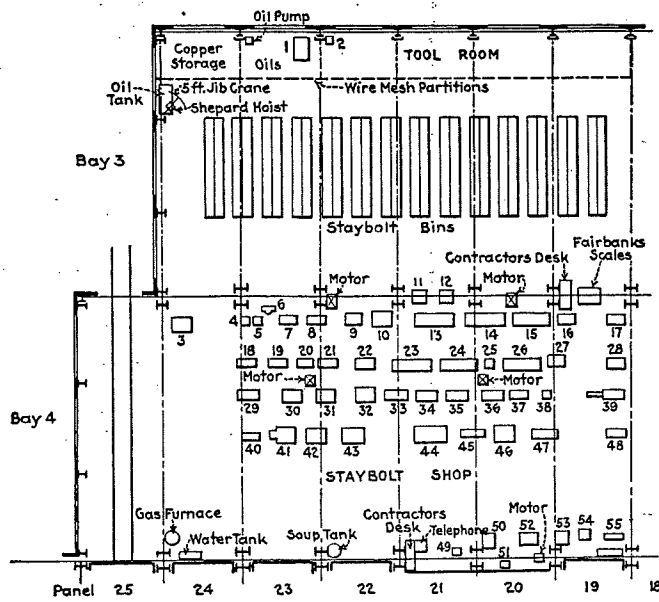 Oil Pump
Copper Storage
Oils
1
2
TOOL ROOM
Oil Tank
5ft. Jib Crane
Shepard Hoist
Wire Mesh Partitions
Bay 3
Staybolt Bins
Contractors Desk
Fairbanks Scales
Motor
11 12
Motor
3 4 5 6 7 8 9 10 13 14 15 16 17
18 19 20 21 22 23 24 25 26 27 28
Motor
Motor
Bay 4
29 30 31 32 33 34 35 36 37 38 39
40 41 42 43 44 45 46 47 48
STAYBOLT SHOP
Gas Furnace
Water Tank
Soup Tank
Contractors Desk
Telephone
Motor
49 50 51 52 53 54 55
Panel 25 24 23 22 21 20 19 18